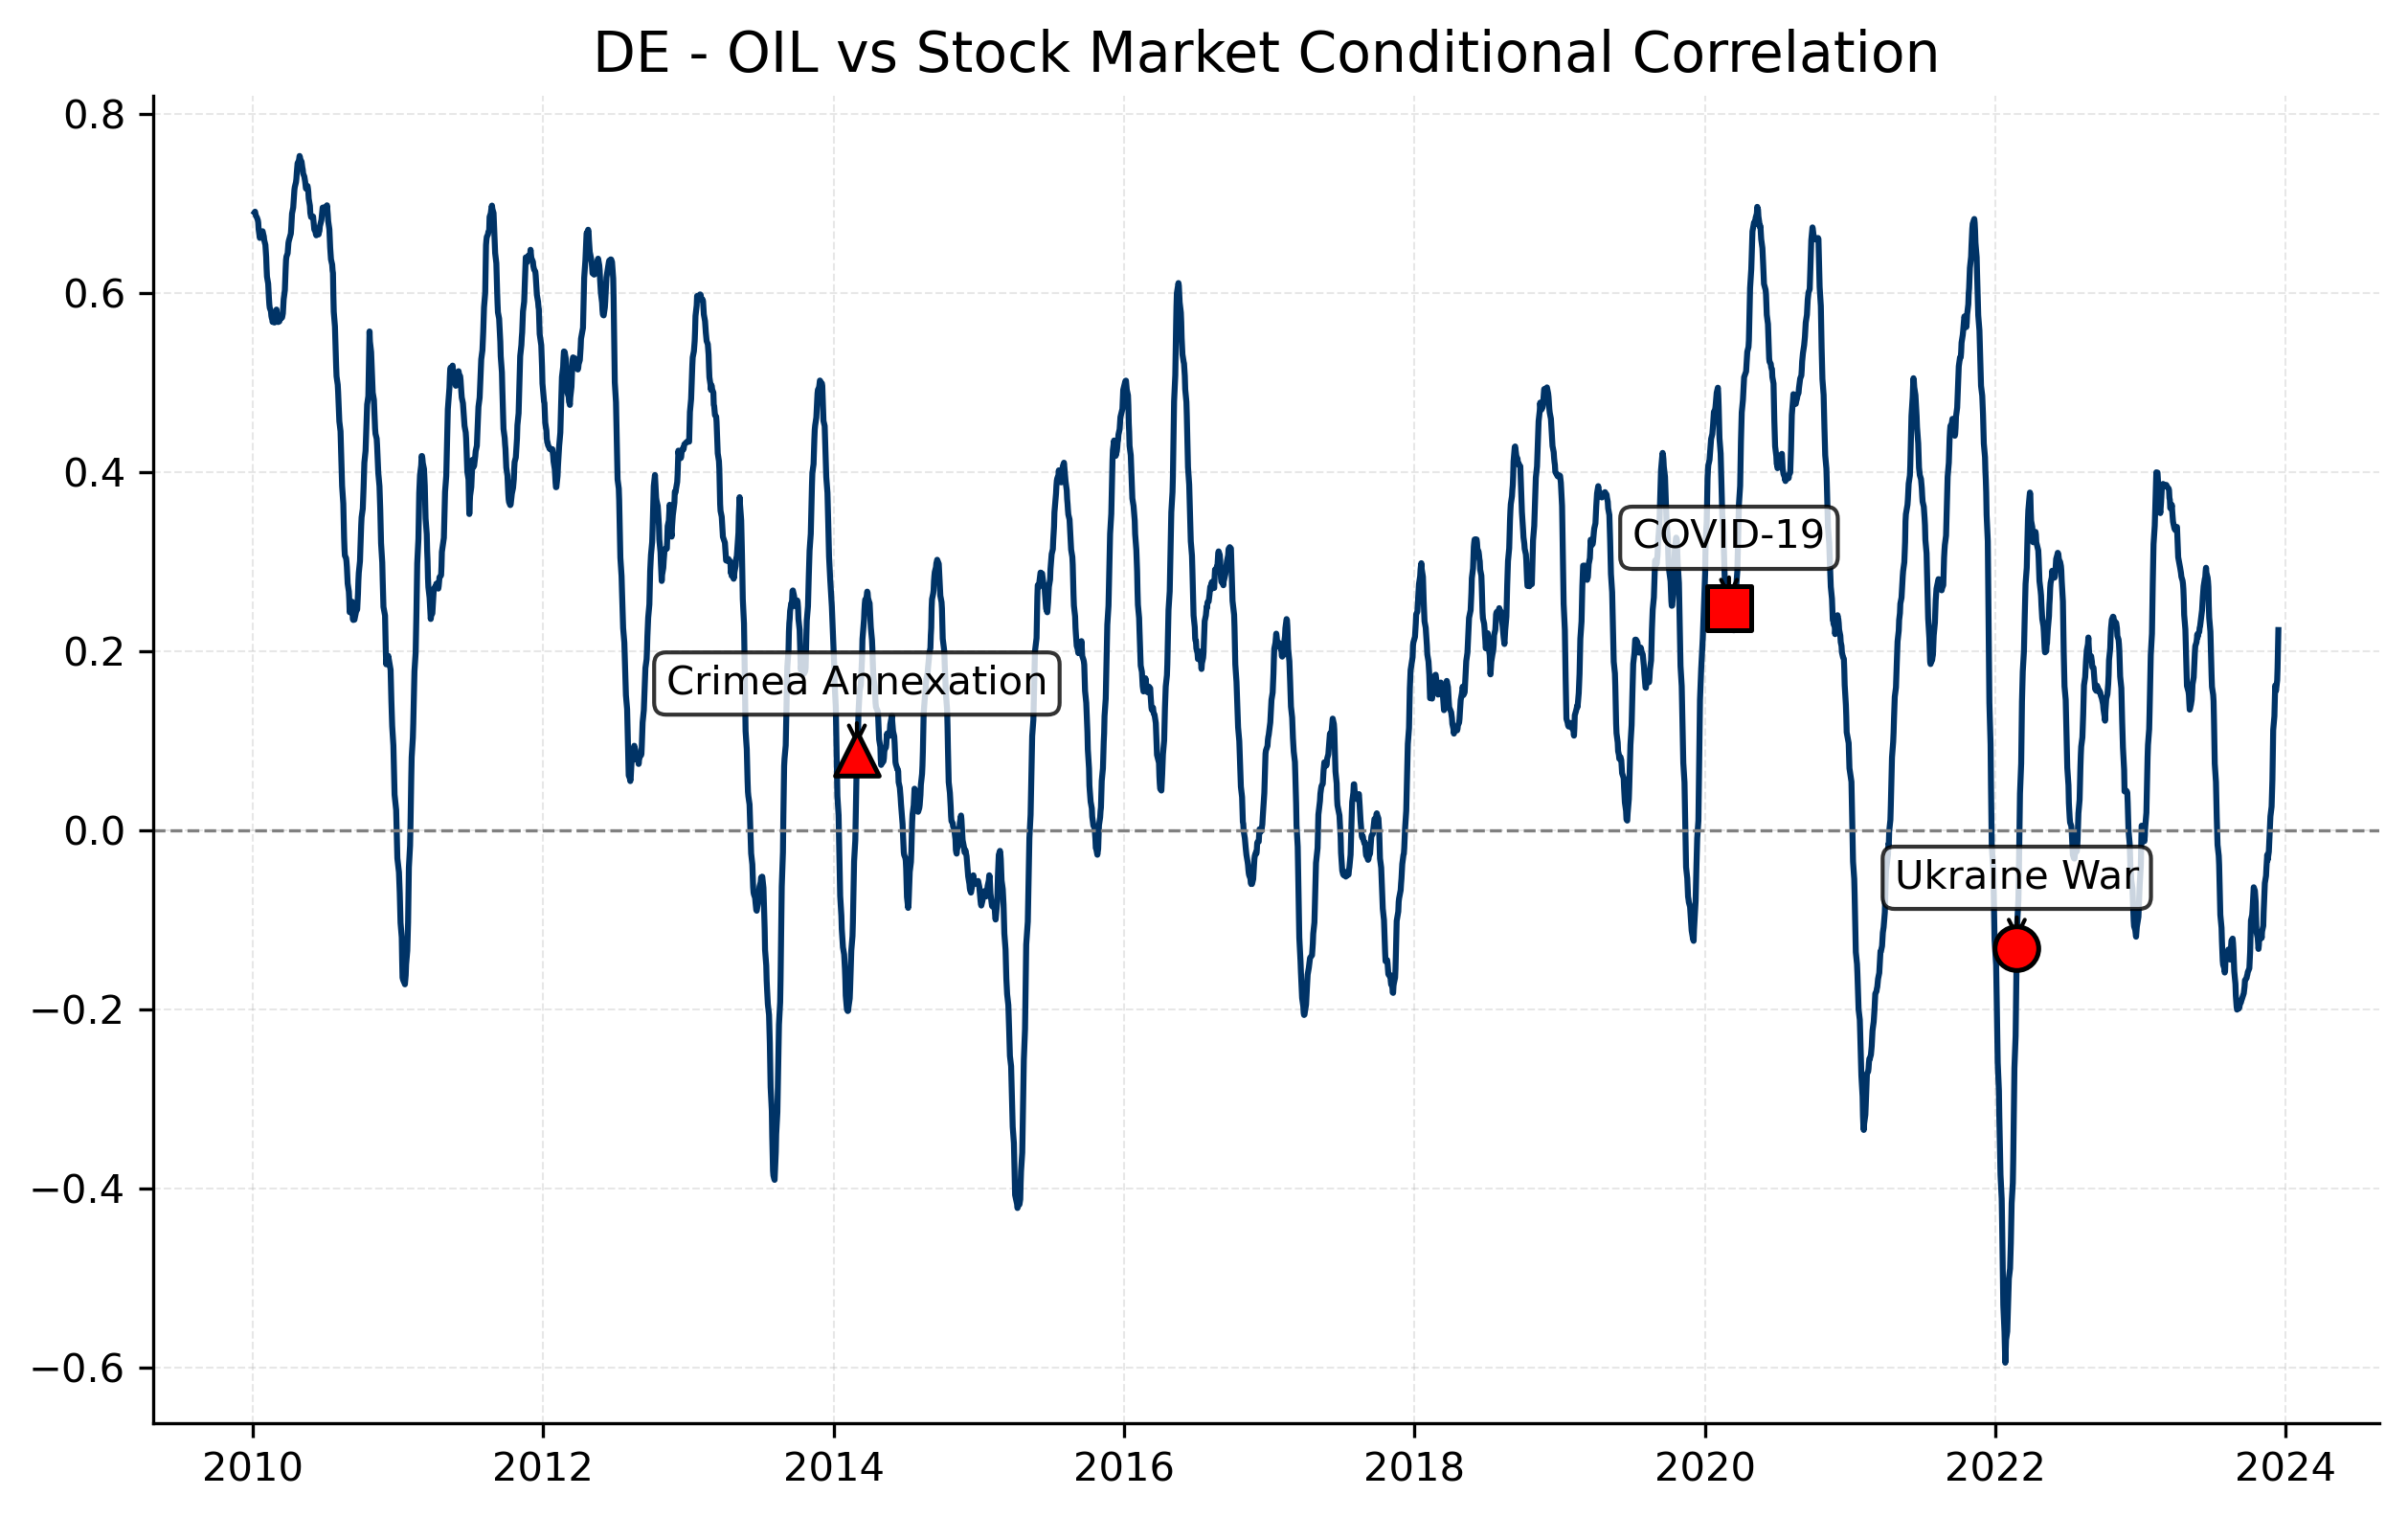 DE - OIL vs Stock Market Conditional Correlation
0.8
0.6
0.4
0.2
0.0
−0.2
−0.4
−0.6
COVID-19
Crimea Annexation
Ukraine War
2010 2012 2014 2016 2018 2020 2022 2024